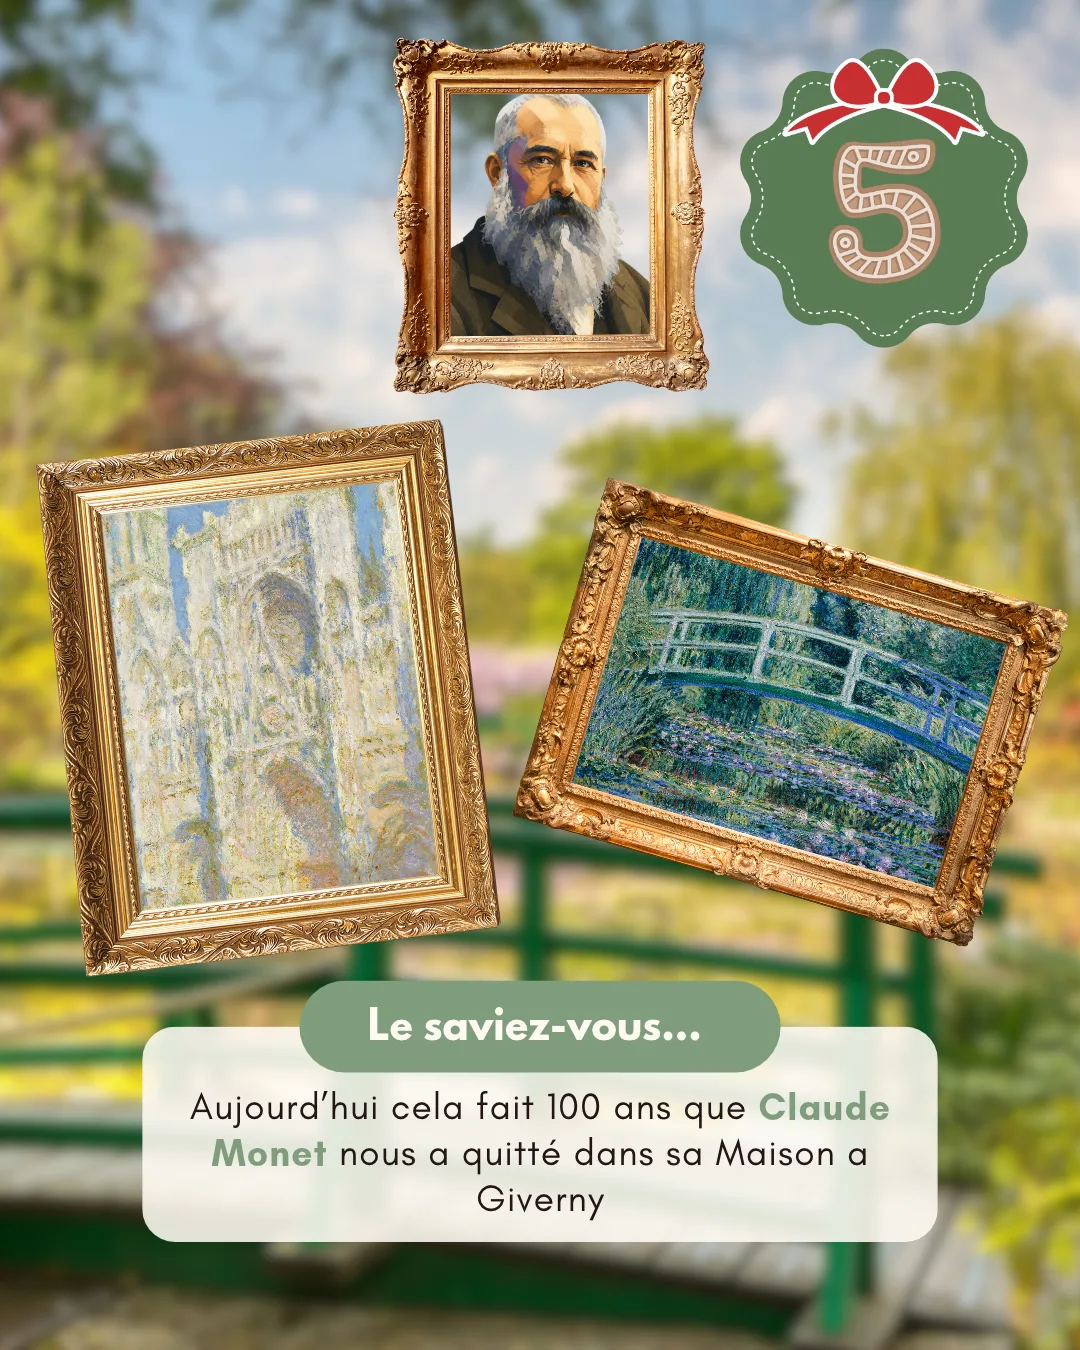 5
Le saviez-vous...
Aujourd’hui cela fait 100 ans que Claude
Monet nous a quitté dans sa Maison a
Giverny